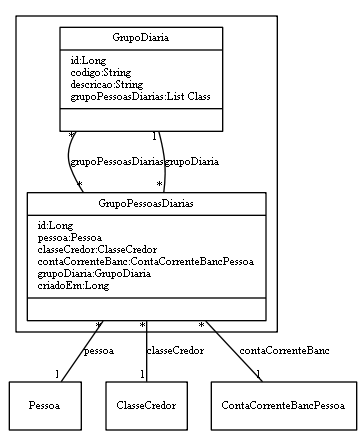 GrupoDiaria
id:Long
codigo:String
descricao:String
grupoPessoasDiarias:List Class
* 1
grupoPessoasDiarias grupoDiaria
* *
GrupoPessoasDiarias
id:Long
pessoa:Pessoa
classeCredor:ClasseCredor
contaCorrenteBanc:ContaCorrenteBancPessoa
grupoDiaria:GrupoDiaria
criadoEm:Long
* * *
pessoa classeCredor contaCorrenteBanc
1 1 1
Pessoa ClasseCredor ContaCorrenteBancPessoa